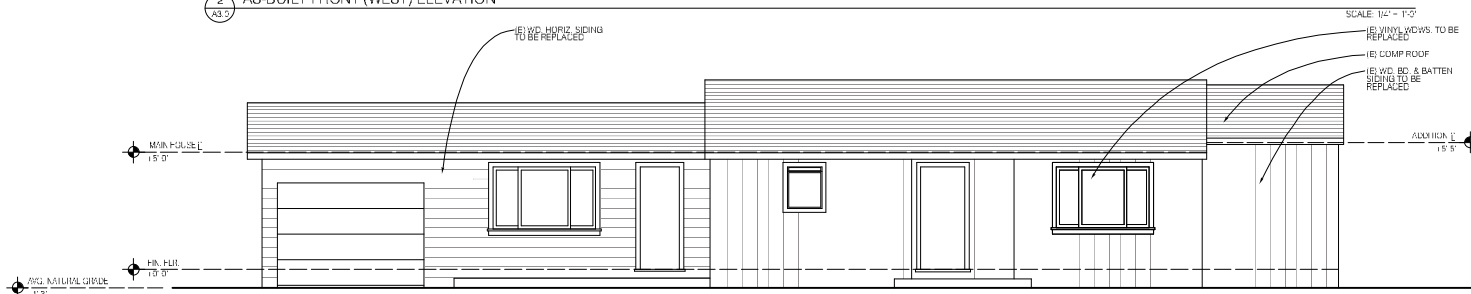 2
A3.0
AS-BUILT FRONT (WEST) ELEVATION
SCALE: 1/4" = 1'-0"
(E) WD. HORIZ. SIDING
TO BE REPLACED
(E) VINYL WDWS. TO BE
REPLACED
(E) COMP ROOF
(E) WD. BD. & BATTEN
SIDING TO BE
REPLACED
MAIN HOUSE
ADDITION
FIN. FLR.
AVG. NATURAL GRADE